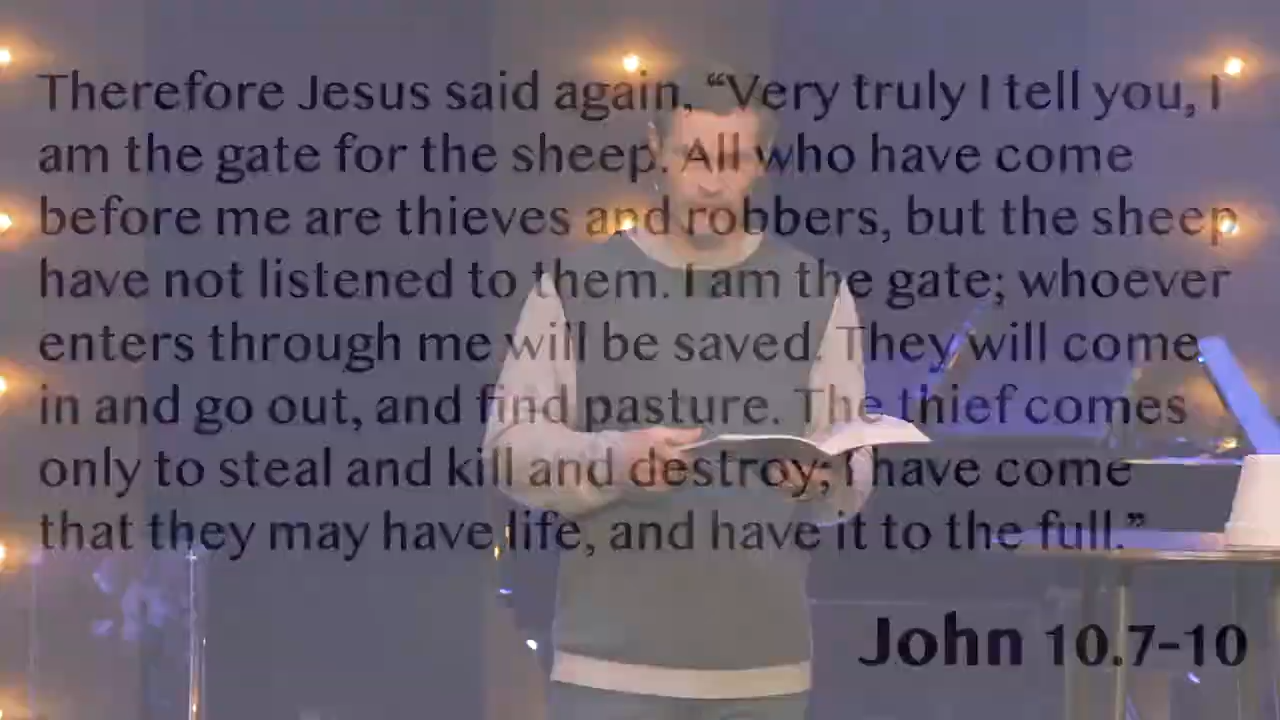 Therefore Jesus said again, “Very truly I tell you, I
am the gate for the sheep. All who have come
before me are thieves and robbers, but the sheep
have not listened to them. I am the gate; whoever
enters through me will be saved. They will come
in and go out, and find pasture. The thief comes
only to steal and kill and destroy; I have come
that they may have life, and have it to the full.”
John 10.7-10